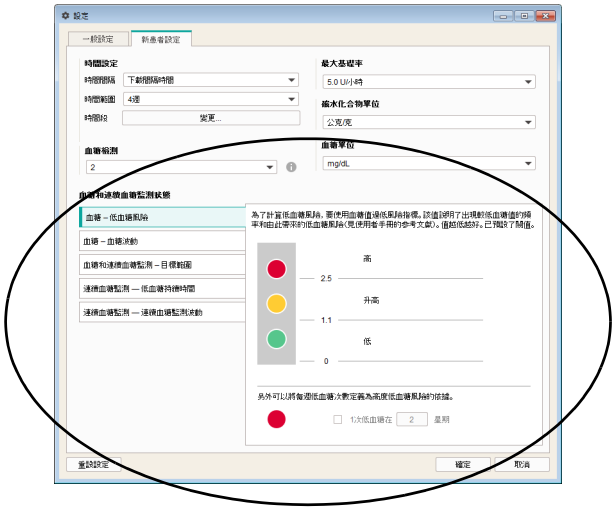 設定
一般設定
新患者設定
時間設定
時間間隔
下載間隔時間
時間範圍
4週
時間段
變更...
最大基礎率
5.0 U/小時
碳水化合物單位
公克/克
血糖檢測
2
血糖單位
mg/dL
血糖和連續血糖監測狀態
血糖 – 低血糖風險
血糖 – 血糖波動
血糖和連續血糖監測 – 目標範圍
連續血糖監測 — 低血糖持續時間
連續血糖監測 — 連續血糖監測波動
為了計算低血糖風險，要使用血糖值過低風險指標。該值說明了出現較低血糖值的頻
率和由此帶來的低血糖風險(見使用者手冊的參考文獻)。值越低越好。已預設了閾值。
高
2.5
升高
1.1
低
0
另外可以將每週低血糖次數定義為高度低血糖風險的依據。
1次低血糖在
2
星期
重設設定
確定
取消